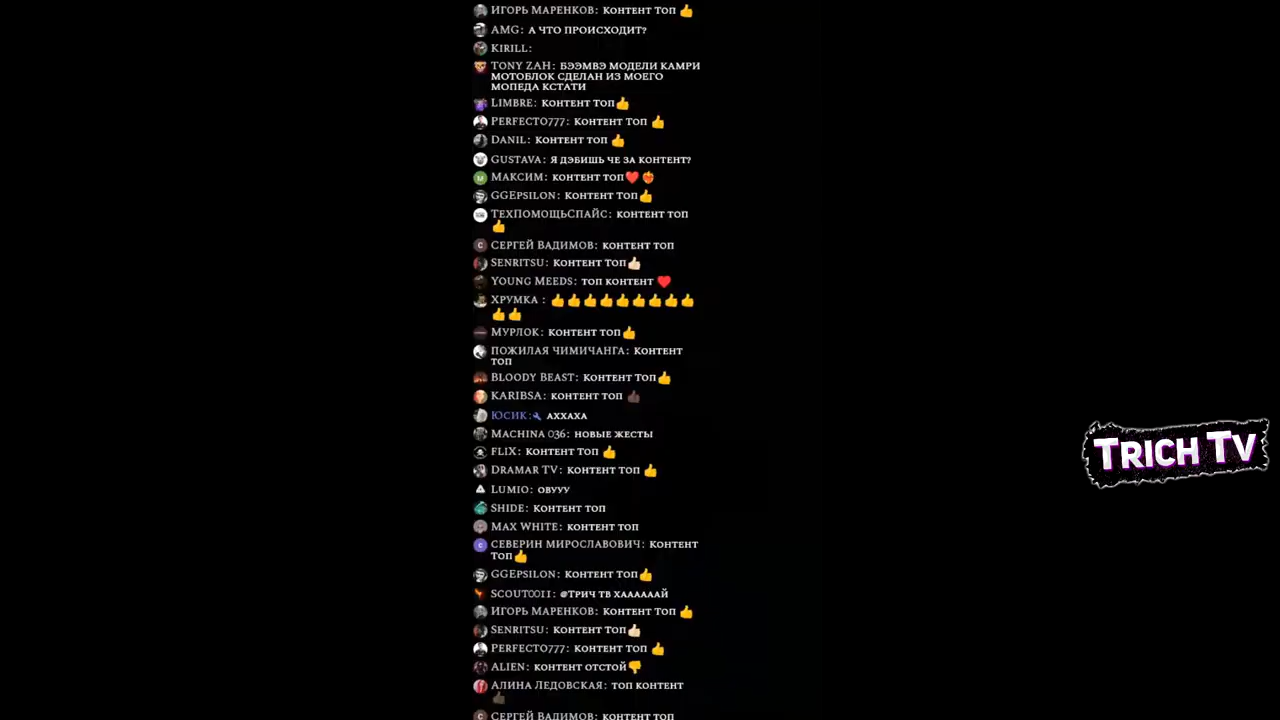 ИГОРЬ МАРЕНКОВ: КОНТЕНТ ТОП 👍
AMG: А ЧТО ПРОИСХОДИТ?
KIRILL:
TONY ZAH: БЭЭМВЭ МОДЕЛИ КАМРИ
МОТОБЛОК СДЕЛАН ИЗ МОЕГО
МОПЕДА КСТАТИ
LIMBRE: КОНТЕНТ ТОП👍
PERFECTO777: КОНТЕНТ ТОП 👍
DANIL: КОНТЕНТ ТОП 👍
GUSTAVA: Я ДЭБИШЬ ЧЕ ЗА КОНТЕНТ?
М МАКСИМ: КОНТЕНТ ТОП❤️ ❤️‍🔥
GGEPSILON: КОНТЕНТ ТОП👍
ТЕХПОМОЩЬСПАЙС: КОНТЕНТ ТОП
👍
С СЕРГЕЙ ВАДИМОВ: КОНТЕНТ ТОП
SENRITSU: КОНТЕНТ ТОП👍🏻
YOUNG MEEDS: ТОП КОНТЕНТ ❤️
ХРУМКА : 👍👍👍👍👍👍👍👍👍
👍👍
МУРЛОК: КОНТЕНТ ТОП👍
ПОЖИЛАЯ ЧИМИЧАНГА: КОНТЕНТ
ТОП
BLOODY BEAST: КОНТЕНТ ТОП👍
KARIBSA: КОНТЕНТ ТОП 👍🏿
ЮСИК:🔧 АХХАХА
MACHINA 036: НОВЫЕ ЖЕСТЫ
FLIX: КОНТЕНТ ТОП 👍
DRAMAR TV: КОНТЕНТ ТОП 👍
LUMIO: ОВУУУ
SHIDE: КОНТЕНТ ТОП
MAX WHITE: КОНТЕНТ ТОП
С СЕВЕРИН МИРОСЛАВОВИЧ: КОНТЕНТ
ТОП👍
GGEPSILON: КОНТЕНТ ТОП👍
SCOUT0011: @ТРИЧ ТВ ХАААААЙ
ИГОРЬ МАРЕНКОВ: КОНТЕНТ ТОП 👍
SENRITSU: КОНТЕНТ ТОП👍🏻
PERFECTO777: КОНТЕНТ ТОП 👍
ALIEN: КОНТЕНТ ОТСТОЙ👎
АЛИНА ЛЕДОВСКАЯ: ТОП КОНТЕНТ
👍🏿
С СЕРГЕЙ ВАДИМОВ: КОНТЕНТ ТОП
TRICH TV